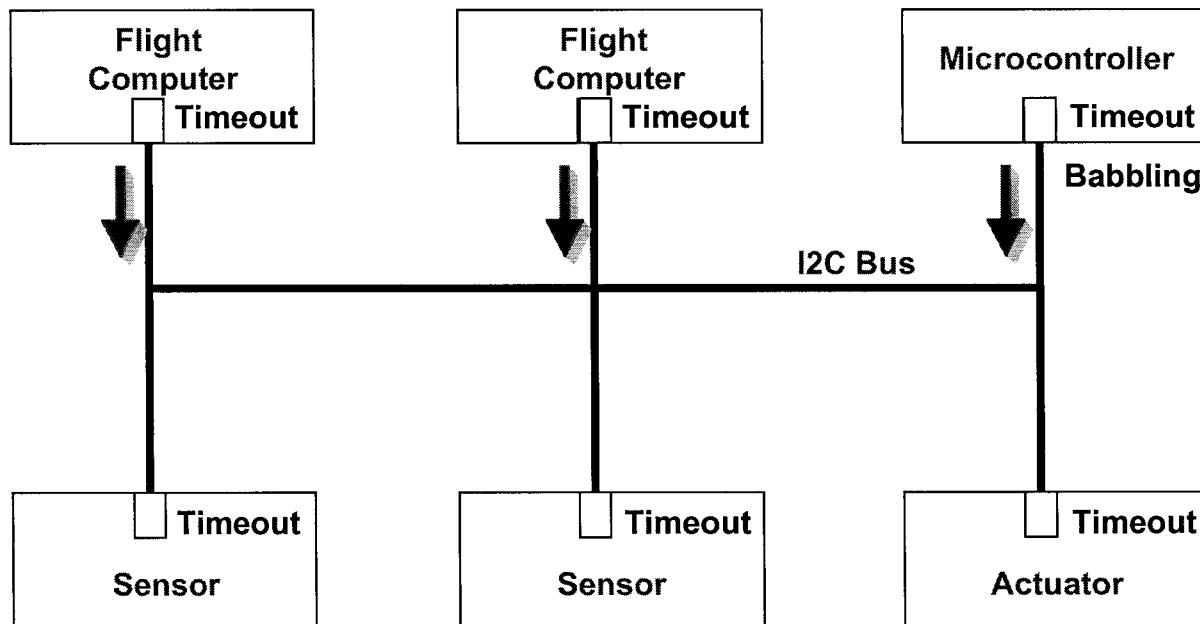 Flight
Computer
Timeout
Flight
Computer
Timeout
Microcontroller
Timeout
Babbling
I2C Bus
Timeout
Sensor
Timeout
Sensor
Timeout
Actuator